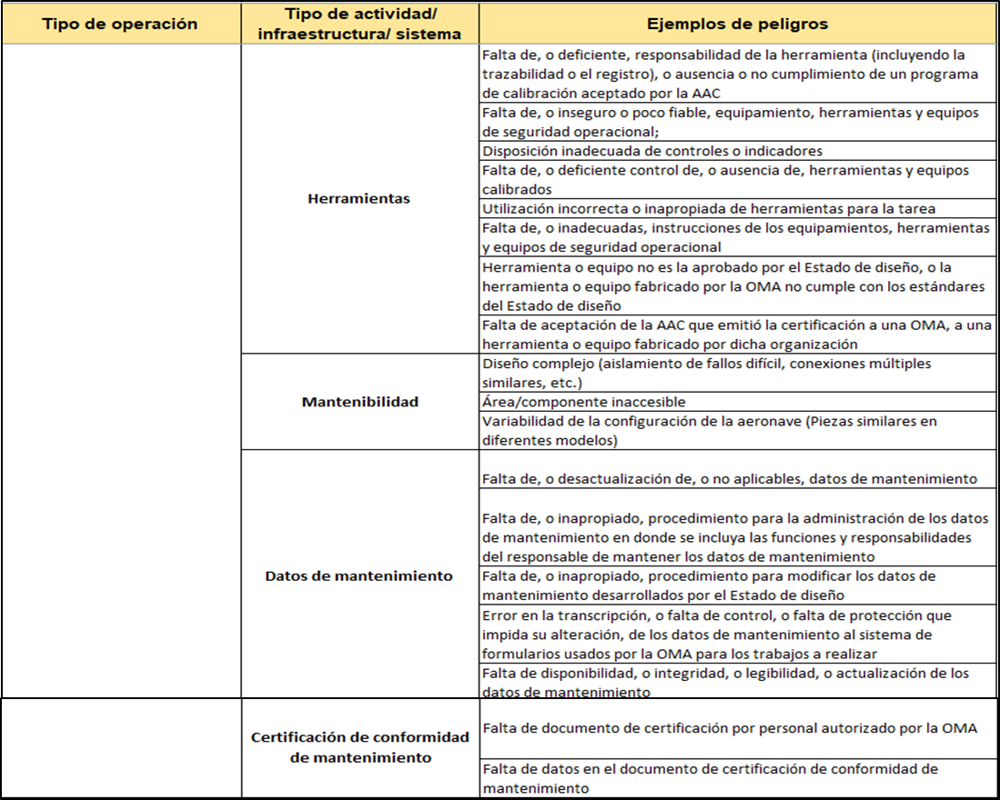 Tipo de operación
Tipo de actividad/
infraestructura/ sistema
Ejemplos de peligros
Herramientas
Falta de, o deficiente, responsabilidad de la herramienta (incluyendo la
trazabilidad o el registro), o ausencia o no cumplimiento de un programa
de calibración aceptado por la AAC
Falta de, o inseguro o poco fiable, equipamiento, herramientas y equipos
de seguridad operacional;
Disposición inadecuada de controles o indicadores
Falta de, o deficiente control de, o ausencia de, herramientas y equipos
calibrados
Utilización incorrecta o inapropiada de herramientas para la tarea
Falta de, o inadecuadas, instrucciones de los equipamientos, herramientas
y equipos de seguridad operacional
Herramienta o equipo no es la aprobado por el Estado de diseño, o la
herramienta o equipo fabricado por la OMA no cumple con los estándares
del Estado de diseño
Falta de aceptación de la AAC que emitió la certificación a una OMA, a una
herramienta o equipo fabricado por dicha organización
Mantenibilidad
Diseño complejo (aislamiento de fallos difícil, conexiones múltiples
similares, etc.)
Área/componente inaccesible
Variabilidad de la configuración de la aeronave (Piezas similares en
diferentes modelos)
Datos de mantenimiento
Falta de, o desactualización de, o no aplicables, datos de mantenimiento
Falta de, o inapropiado, procedimiento para la administración de los datos
de mantenimiento en donde se incluya las funciones y responsabilidades
del responsable de mantener los datos de mantenimiento
Falta de, o inapropiado, procedimiento para modificar los datos de
mantenimiento desarrollados por el Estado de diseño
Error en la transcripción, o falta de control, o falta de protección que
impida su alteración, de los datos de mantenimiento al sistema de
formularios usados por la OMA para los trabajos a realizar
Falta de disponibilidad, o integridad, o legibilidad, o actualización de los
datos de mantenimiento
Certificación de conformidad
de mantenimiento
Falta de documento de certificación por personal autorizado por la OMA
Falta de datos en el documento de certificación de conformidad de
mantenimiento